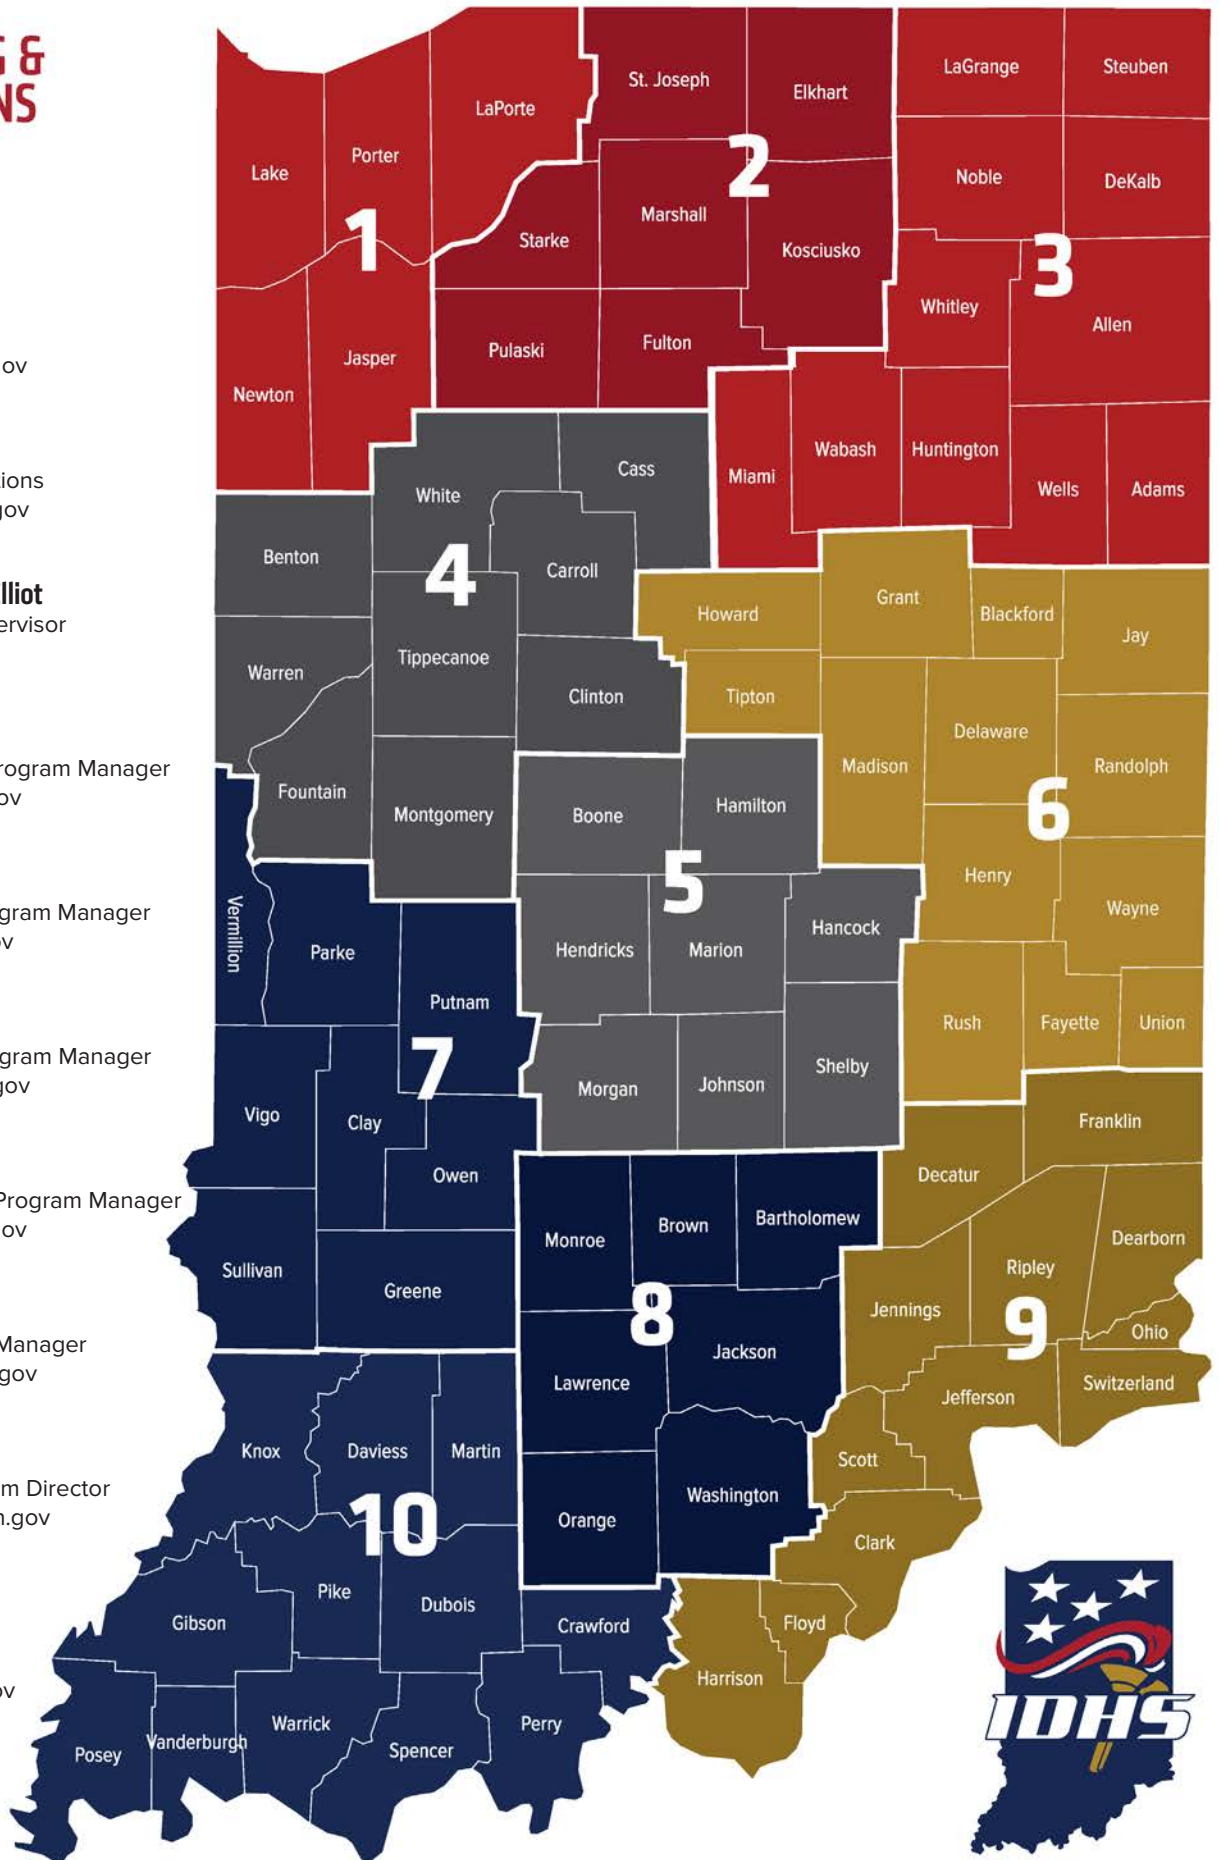 G &
NS
ov
tions
gov
lliot
ervisor
rogram Manager
ov
gram Manager
ov
gram Manager
gov
Program Manager
ov
Manager
gov
m Director
n.gov
ov
LaPorte
Porter
Lake
1
Jasper
Newton
St. Joseph
Elkhart
2
Marshall
Starke
Kosciusko
Pulaski
Fulton
LaGrange
Steuben
Noble
DeKalb
3
Whitley
Allen
Wabash
Huntington
Miami
Wells
Adams
Cass
White
Benton
4
Carroll
Warren
Tippecanoe
Clinton
Fountain
Montgomery
Boone
Hamilton
5
Hendricks
Marion
Hancock
Morgan
Johnson
Shelby
Howard
Grant
Blackford
Jay
Tipton
Delaware
Madison
Randolph
6
Henry
Wayne
Rush
Fayette
Union
Vermillion
Parke
Putnam
7
Vigo
Clay
Owen
Sullivan
Greene
Monroe
Brown
Bartholomew
8
Lawrence
Jackson
Orange
Washington
Franklin
Decatur
Dearborn
Ripley
Jennings
9
Ohio
Jefferson
Switzerland
Scott
Clark
Floyd
Harrison
Knox
Daviess
Martin
10
Pike
Gibson
Dubois
Crawford
Warrick
Perry
Vanderburgh
Spencer
Posey
IDHS